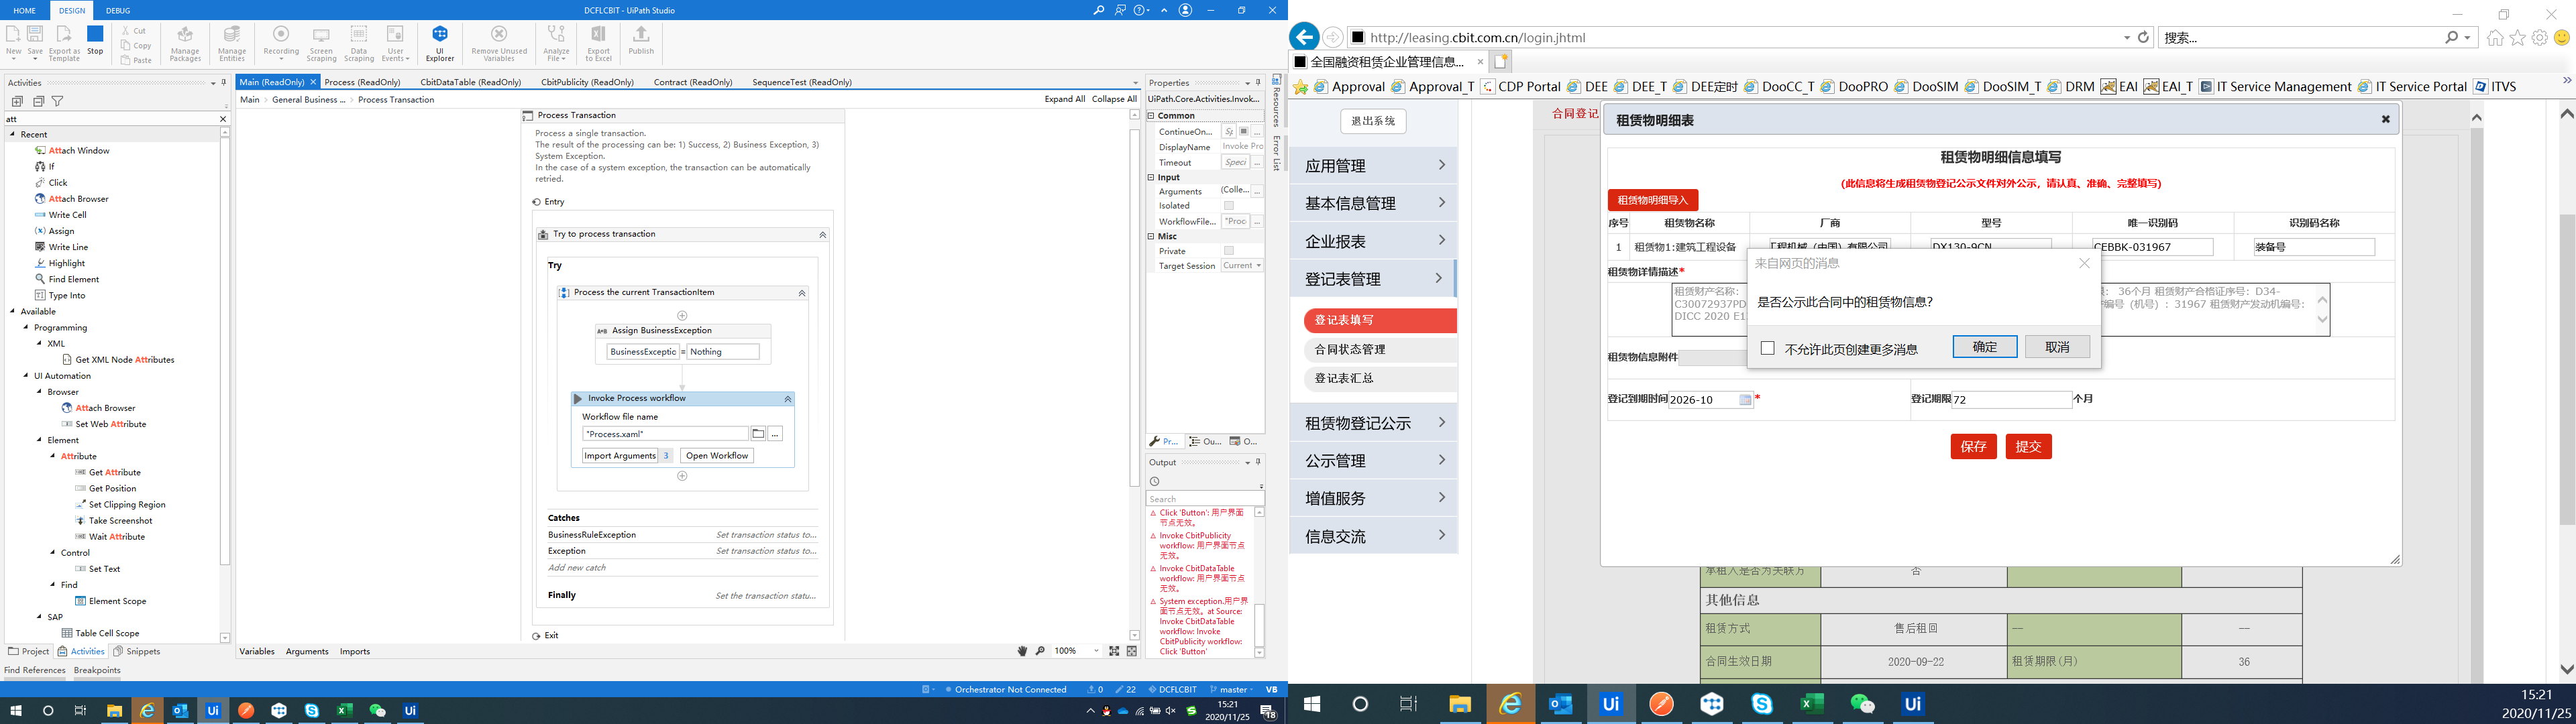 HOME DESIGN DEBUG DCFLCBIT - UiPath Studio
New Save Export as Template Stop Cut Copy Paste Manage Packages Manage Entities Recording Screen Scraping Data Scraping User Events UI Explorer Remove Unused Variables Analyze File Export to Excel Publish
Activities
att
Recent
Attach Window
If
Click
Attach Browser
Write Cell
Assign
Write Line
Highlight
Find Element
Type Into
Available
Programming
XML
Get XML Node Attributes
UI Automation
Browser
Attach Browser
Set Web Attribute
Element
Attribute
Get Attribute
Get Position
Set Clipping Region
Take Screenshot
Wait Attribute
Control
Set Text
Find
Element Scope
SAP
Table Cell Scope
Project Activities Snippets
Find References Breakpoints
Main (ReadOnly) Process (ReadOnly) CbitDataTable (ReadOnly) CbitPublicity (ReadOnly) Contract (ReadOnly) SequenceTest (ReadOnly)
Main > General Business ... > Process Transaction Expand All Collapse All
Process Transaction
Process a single transaction.
The result of the processing can be: 1) Success, 2) Business Exception, 3)
System Exception.
In the case of a system exception, the transaction can be automatically
retried.
Entry
Try to process transaction
Try
Process the current TransactionItem
A*B Assign BusinessException
BusinessExceptic = Nothing
Invoke Process workflow
Workflow file name
"Process.xaml" ...
Import Arguments 3 Open Workflow
Catches
BusinessRuleException Set transaction status to...
Exception Set transaction status to...
Add new catch
Finally Set the transaction statu...
Exit
Variables Arguments Imports 100%
Properties
UiPath.Core.Activities.Invok...
Common
ContinueOn... Sp ...
DisplayName Invoke Pro
Timeout Speci ...
Input
Arguments (Colle... ...
Isolated
WorkflowFile... "Proc ...
Misc
Private
Target Session Current
Pr... Ou... O...
Resources
Error List
Output
Search
Click 'Button': 用户界面
节点无效。
Invoke CbitPublicity
workflow: 用户界面节点
无效。
Invoke CbitDataTable
workflow: 用户界面节点
无效。
System exception.用户界
面节点无效。at Source:
Invoke CbitDataTable
workflow: Invoke
CbitPublicity workflow:
Click 'Button'
Orchestrator Not Connected 0 22 DCFLCBIT master VB
15:21
2020/11/25
18
http://leasing.cbit.com.cn/login.jhtml 搜索...
全国融资租赁企业管理信息...
Approval Approval_T CDP Portal DEE DEE_T DEE定时 DooCC_T DooPRO DooSIM DooSIM_T DRM EAI EAI_T IT Service Management IT Service Portal ITVS
退出系统
应用管理
基本信息管理
企业报表
登记表管理
登记表填写
合同状态管理
登记表汇总
租赁物登记公示
公示管理
增值服务
信息交流
合同登记
租赁物明细表
租赁物明细信息填写
(此信息将生成租赁物登记公示文件对外公示，请认真、准确、完整填写)
租赁物明细导入
序号 租赁物名称 厂商 型号 唯一识别码 识别码名称
1 租赁物1:建筑工程设备 工程机械（中国）有限公司 DX130-9CN CEBBK-031967 装备号
租赁物详情描述*
租赁财产名称: 36个月 租赁财产合格证序号: D34-
C30072937PD 编号 (机号) : 31967 租赁财产发动机编号:
DICC 2020 E1
来自网页的消息
是否公示此合同中的租赁物信息?
不允许此页创建更多消息 确定 取消
租赁物信息附件
登记到期时间 2026-10 * 登记期限 72 个月
保存 提交
承租人是否为关联方 否
其他信息
租赁方式 售后租回 — —
合同生效日期 2020-09-22 租赁期限(月) 36
15:21
2020/11/25